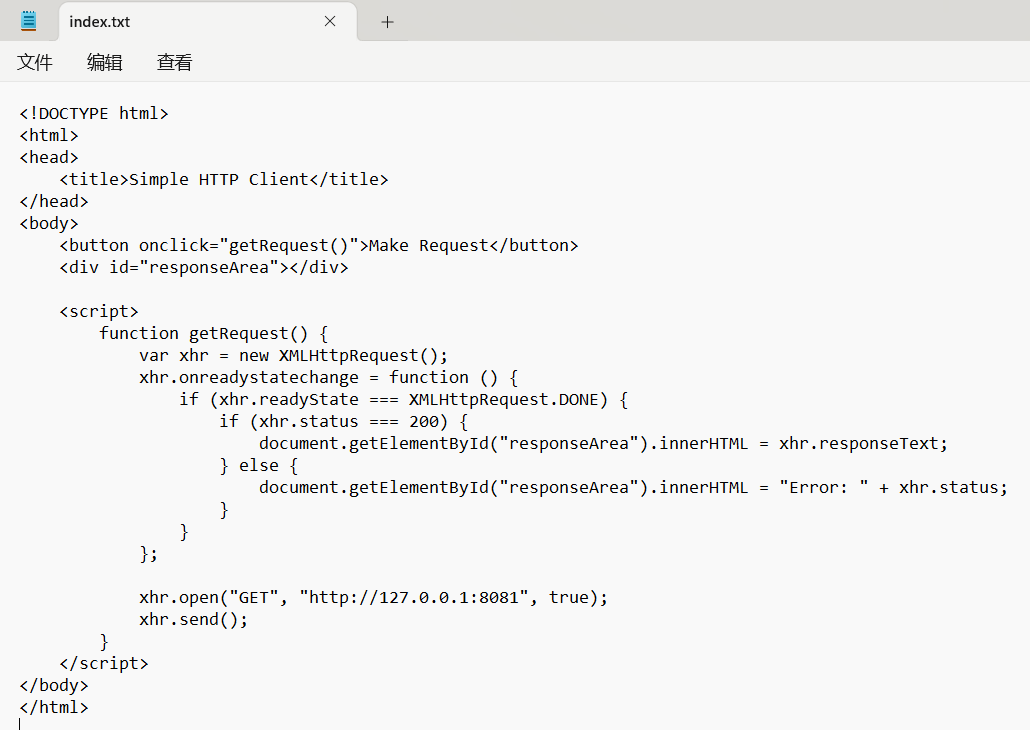 index.txt
文件 编辑 查看
<!DOCTYPE html>
<html>
<head>
    <title>Simple HTTP Client</title>
</head>
<body>
    <button onclick="getRequest()">Make Request</button>
    <div id="responseArea"></div>

    <script>
        function getRequest() {
            var xhr = new XMLHttpRequest();
            xhr.onreadystatechange = function () {
                if (xhr.readyState === XMLHttpRequest.DONE) {
                    if (xhr.status === 200) {
                        document.getElementById("responseArea").innerHTML = xhr.responseText;
                    } else {
                        document.getElementById("responseArea").innerHTML = "Error: " + xhr.status;
                    }
                }
            };

            xhr.open("GET", "http://127.0.0.1:8081", true);
            xhr.send();
        }
    </script>
</body>
</html>